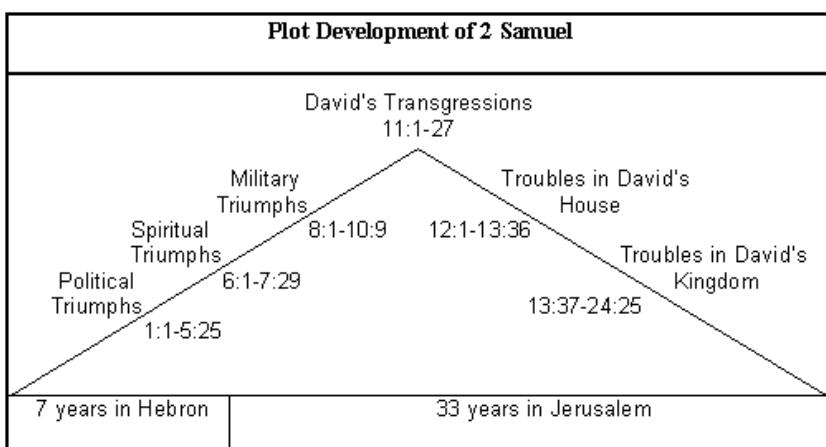 Plot Development of 2 Samuel
David's Transgressions
11:1-27
Military
Triumphs
8:1-10:9
Spiritual
Triumphs
6:1-7:29
Political
Triumphs
1:1-5:25
Troubles in David's
House
12:1-13:36
Troubles in David's
Kingdom
13:37-24:25
7 years in Hebron
33 years in Jerusalem